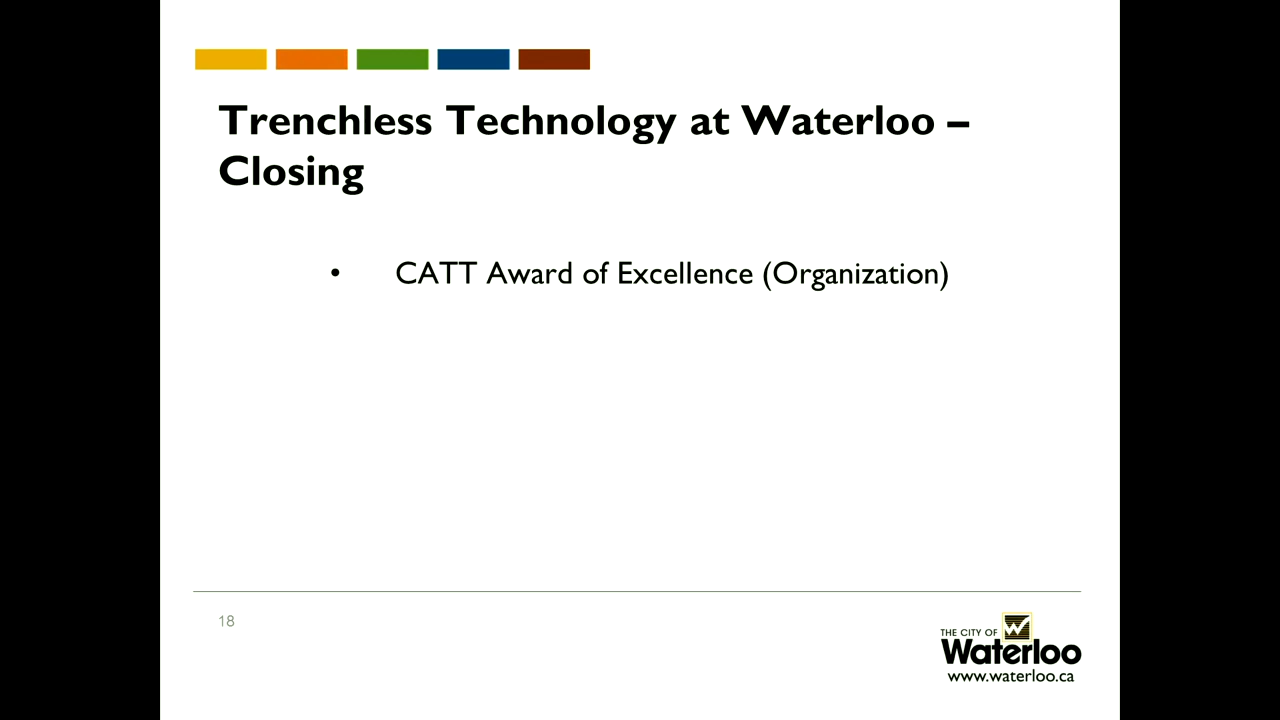 Trenchless Technology at Waterloo –
Closing
• CATT Award of Excellence (Organization)
18
THE CITY OF
Waterloo
www.waterloo.ca